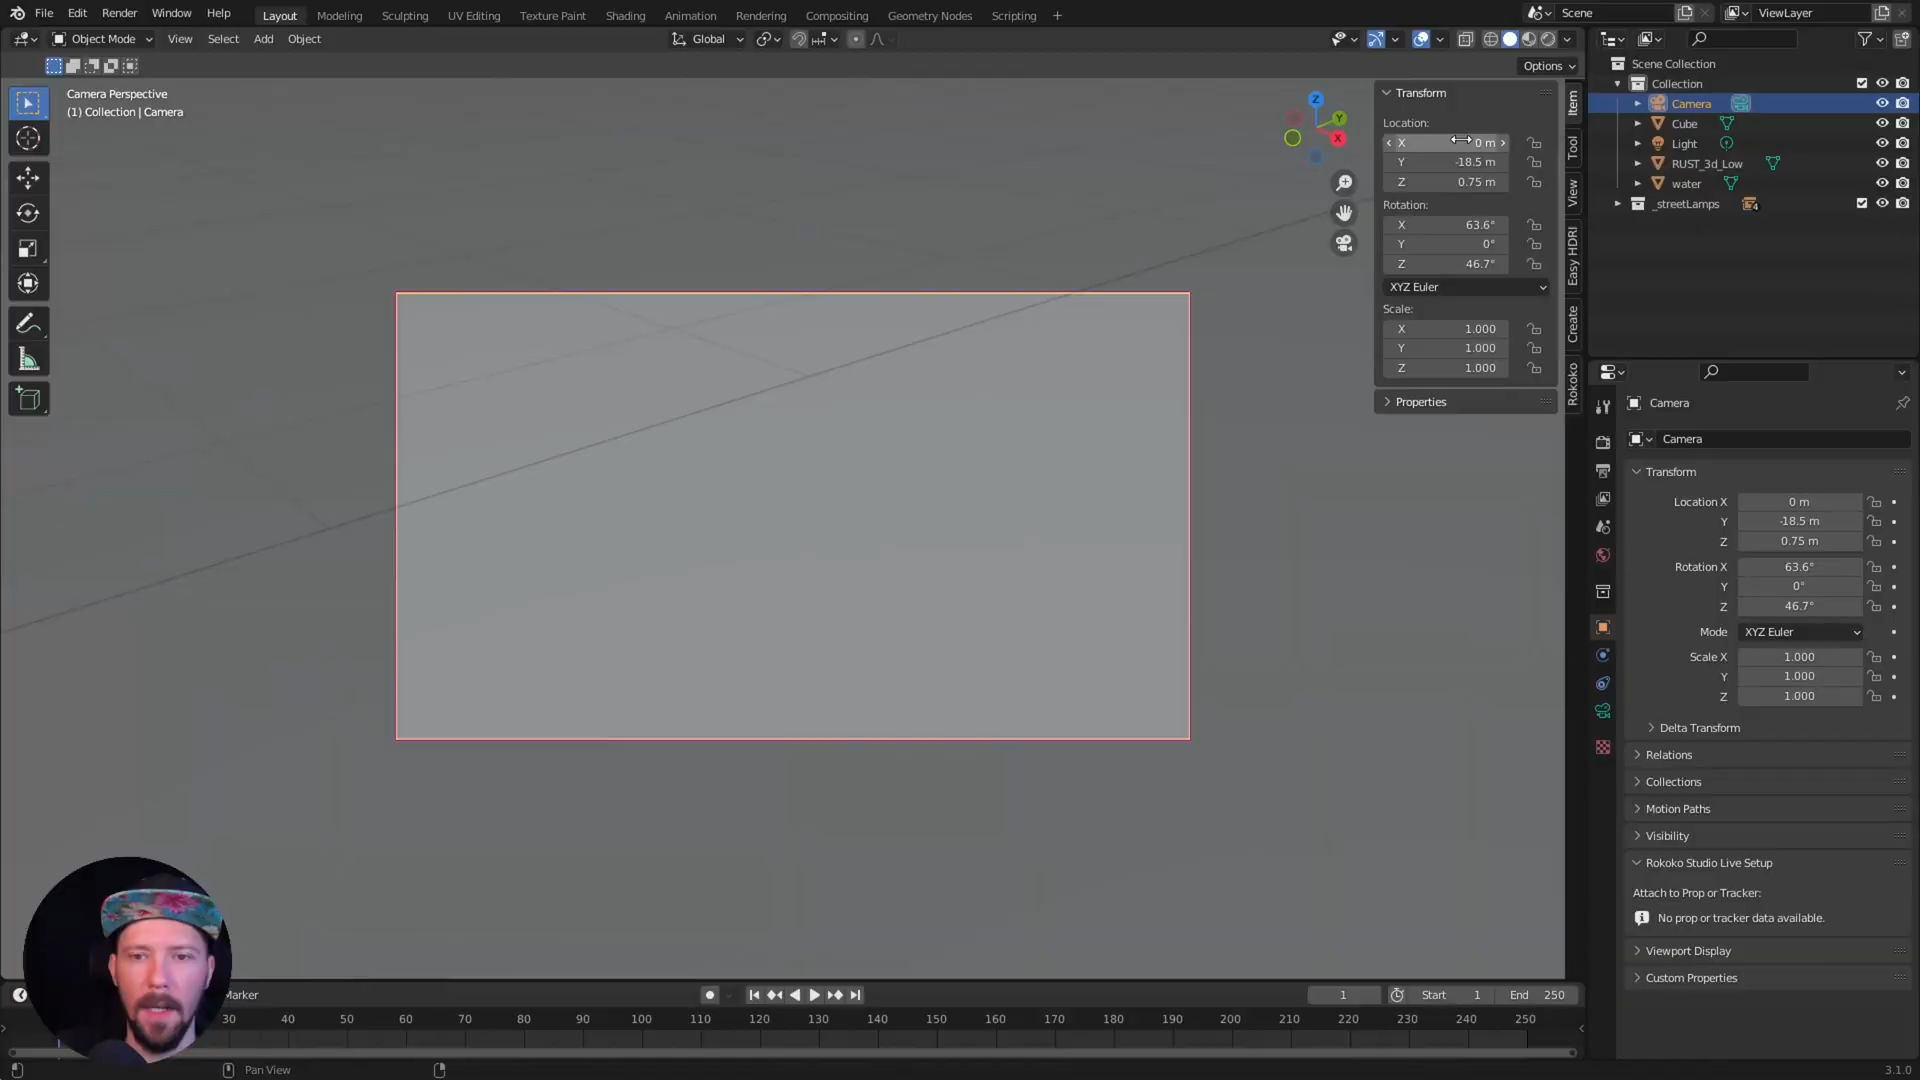 File Edit Render Window Help Layout Modeling Sculpting UV Editing Texture Paint Shading Animation Rendering Compositing Geometry Nodes Scripting + Scene ViewLayer
Object Mode View Select Add Object Global
Options
Camera Perspective
(1) Collection | Camera
Z
Y
X
Transform
Location:
X 0 m
Y -18.5 m
Z 0.75 m
Rotation:
X 63.6°
Y 0°
Z 46.7°
XYZ Euler
Scale:
X 1.000
Y 1.000
Z 1.000
Properties
Item
Tool
View
Easy HDRI
Create
Rokoko
Scene Collection
Collection
Camera
Cube
Light
RUST_3d_Low
water
_streetLamps 4
Camera
Camera
Transform
Location X 0 m
Y -18.5 m
Z 0.75 m
Rotation X 63.6°
Y 0°
Z 46.7°
Mode XYZ Euler
Scale X 1.000
Y 1.000
Z 1.000
Delta Transform
Relations
Collections
Motion Paths
Visibility
Rokoko Studio Live Setup
Attach to Prop or Tracker:
No prop or tracker data available.
Viewport Display
Custom Properties
Marker 1 Start 1 End 250
30 40 50 60 70 80 90 100 110 120 130 140 150 160 170 180 190 200 210 220 230 240 250
Pan View 3.1.0